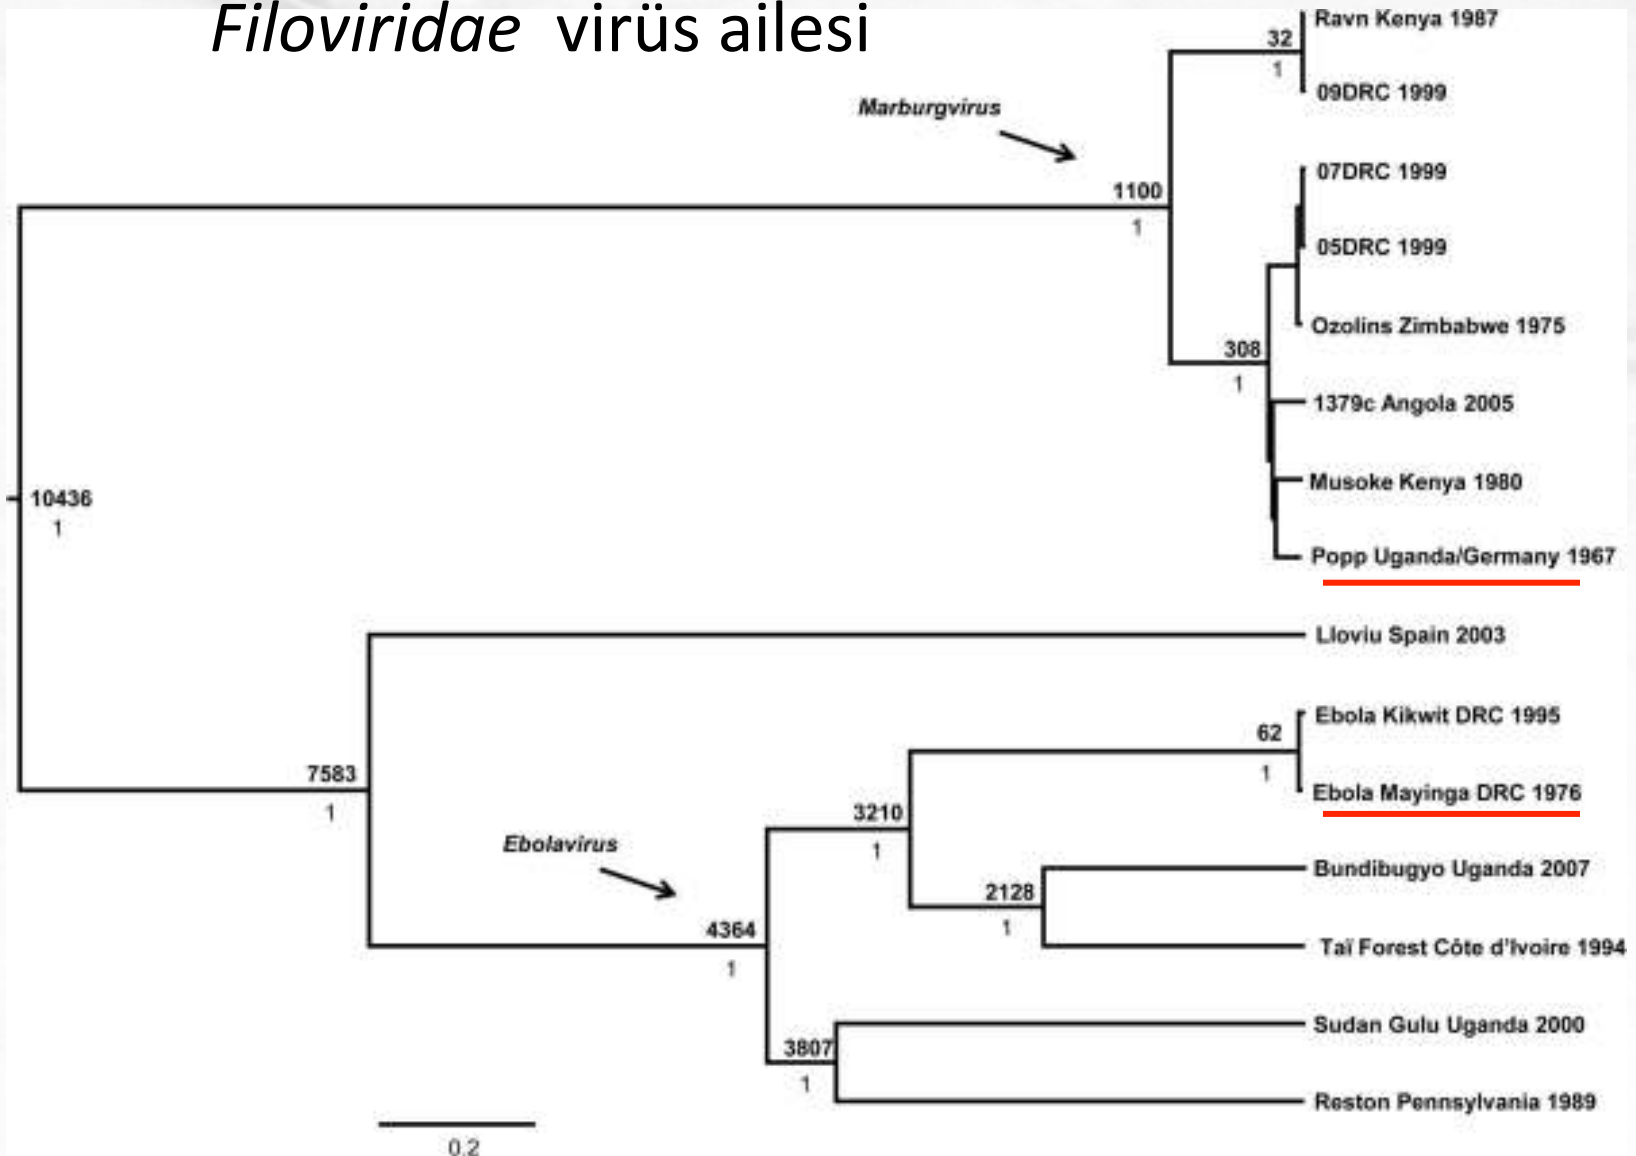 Filoviridae virüs ailesi
Ravn Kenya 1987
32
1
09DRC 1999
Marburgvirus
07DRC 1999
1100
1
05DRC 1999
Ozolins Zimbabwe 1975
308
1
1379c Angola 2005
Musoke Kenya 1980
10436
1
Popp Uganda/Germany 1967
Lloviu Spain 2003
Ebola Kikwit DRC 1995
62
1
7583
1
Ebola Mayinga DRC 1976
3210
1
Ebolavirus
Bundibugyo Uganda 2007
2128
1
4364
1
Taï Forest Côte d'Ivoire 1994
Sudan Gulu Uganda 2000
3807
1
Reston Pennsylvania 1989
0.2